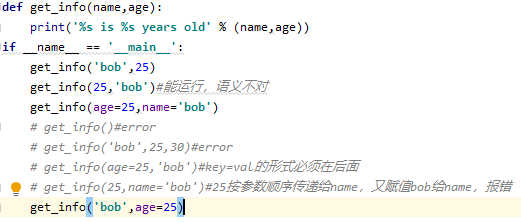 def get_info(name,age):
    print('%s is %s years old' % (name,age))
if __name__ == '__main__':
    get_info('bob',25)
    get_info(25,'bob')#能运行，语义不对
    get_info(age=25,name='bob')
    # get_info()#error
    # get_info('bob',25,30)#error
    # get_info(age=25,'bob')#key=val的形式必须在后面
    # get_info(25,name='bob')#25按参数顺序传递给name，又赋值bob给name，报错
    get_info('bob',age=25)